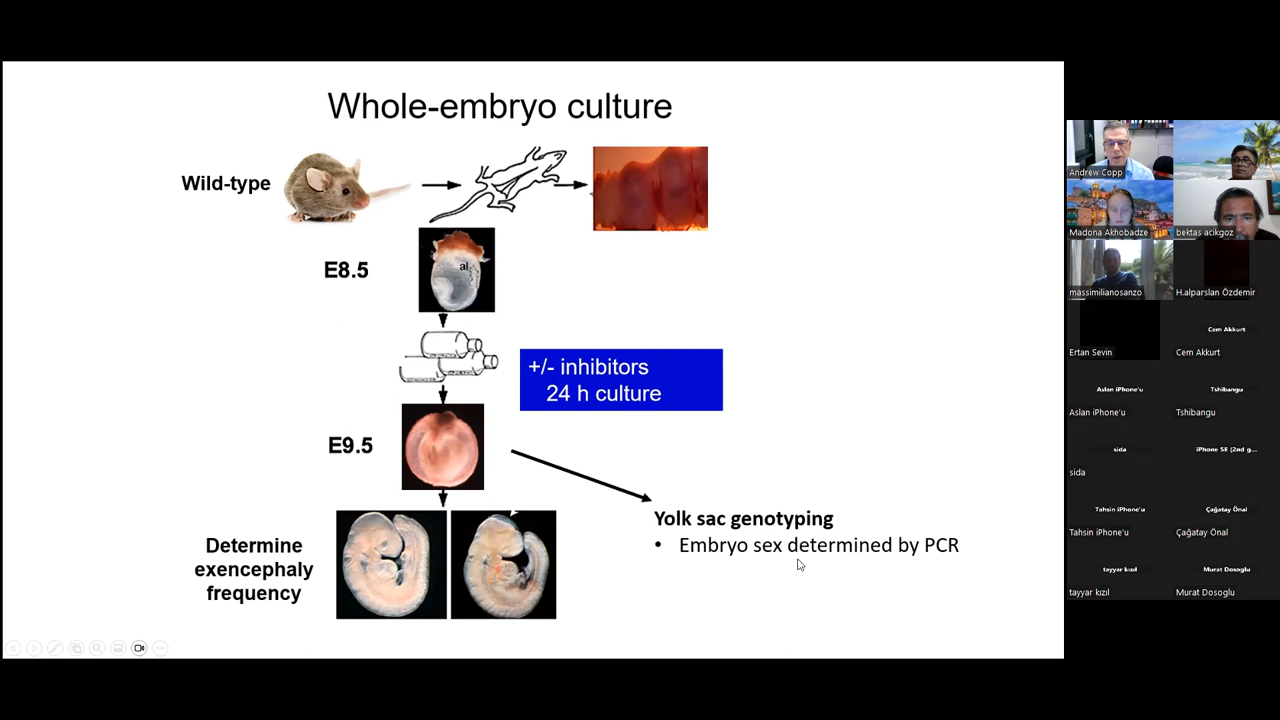 Whole-embryo culture
Wild-type
E8.5
al
+/- inhibitors
24 h culture
E9.5
Yolk sac genotyping
• Embryo sex determined by PCR
Determine
exencephaly
frequency
Andrew Copp
Madona Akhobadze
bektas acikgoz
massimilianosanzo
H.alparslan Özdemir
Ertan Sevin
Cem Akkurt
Cem Akkurt
Aslan iPhone'u
Tshibangu
Aslan iPhone'u
Tshibangu
sida
iPhone SE (2nd g...
sida
Tahsin iPhone'u
Çağatay Önal
Tahsin iPhone'u
Çağatay Önal
tayyar kızıl
Murat Dosoglu
tayyar kızıl
Murat Dosoglu